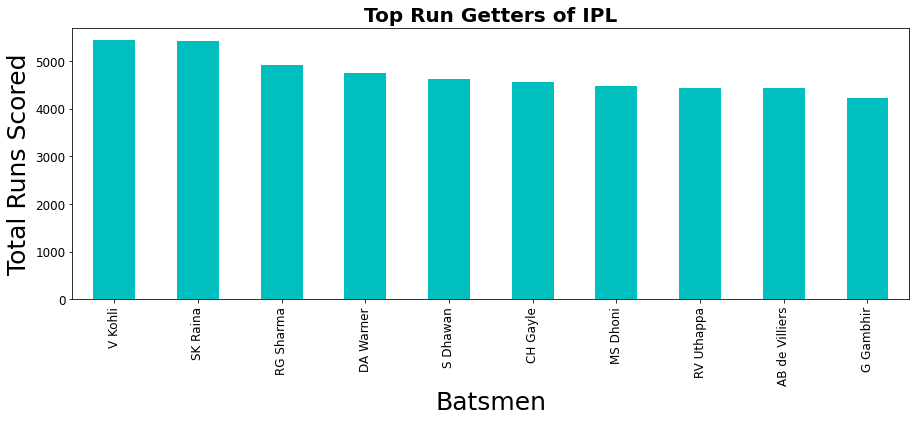 Top Run Getters of IPL
Total Runs Scored
5000
4000
3000
2000
1000
0
V Kohli
SK Raina
RG Sharma
DA Warner
S Dhawan
CH Gayle
MS Dhoni
RV Uthappa
AB de Villiers
G Gambhir
Batsmen